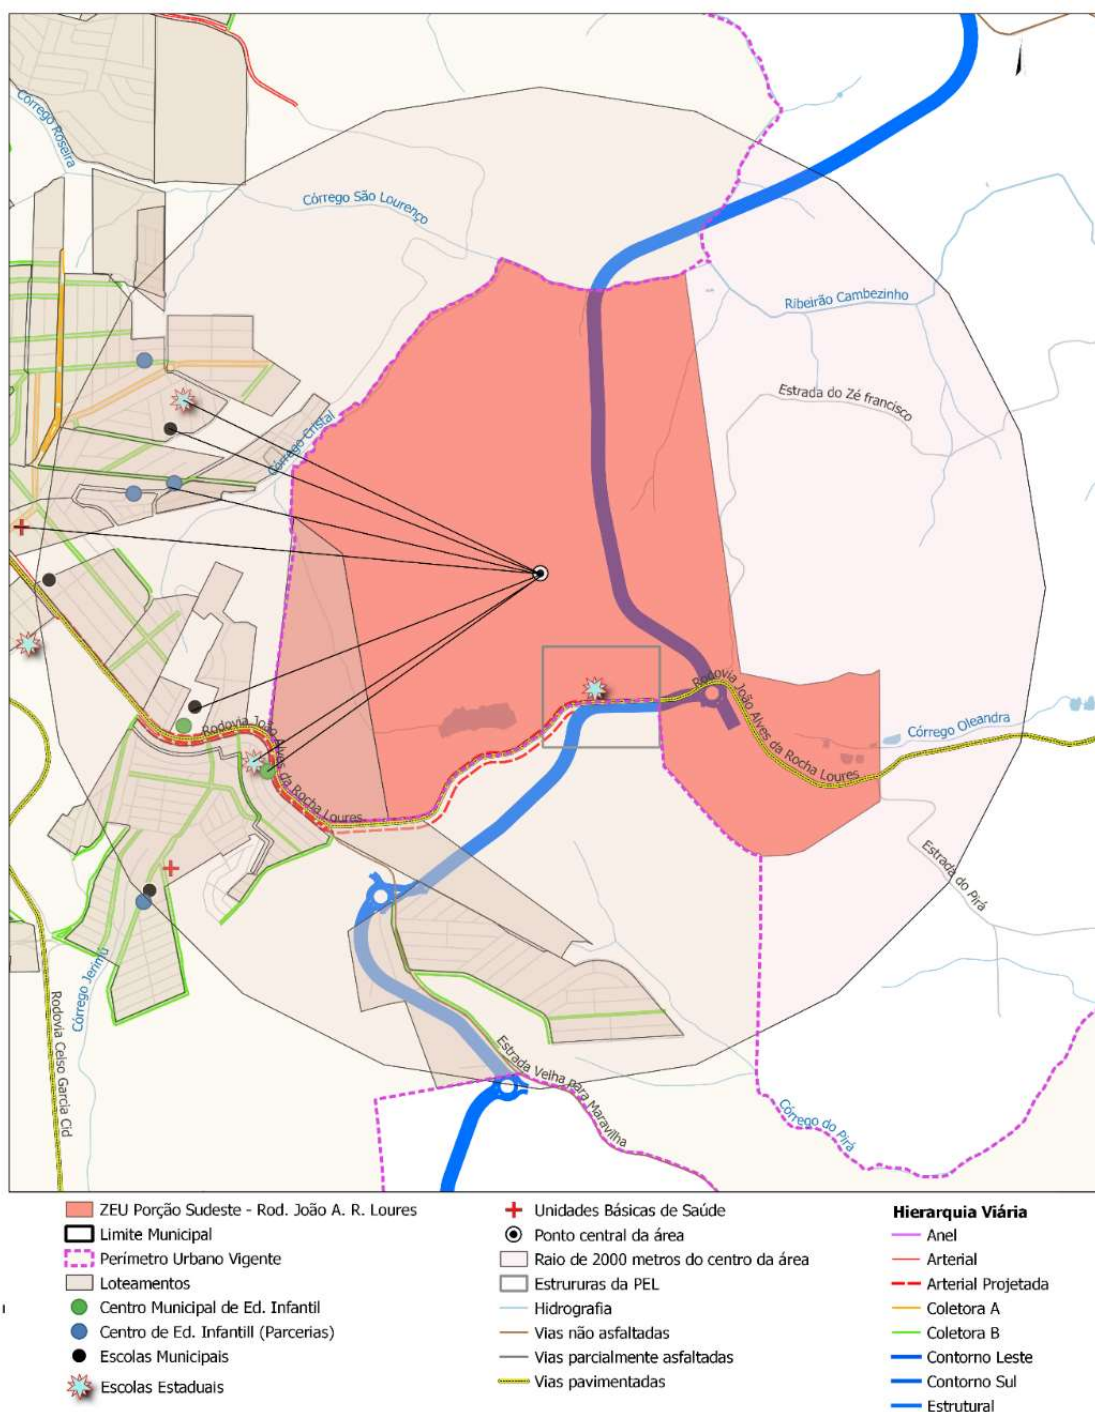 Córrego Roseira
Córrego São Lourenço
Ribeirão Cambezinho
Estrada do Zé francisco
Córrego Cristal
Rodovia João Alves da Rocha Loures
Rodovia João Alves da Rocha Loures
Córrego Oleandra
Estrada do Pirá
Córrego Jerimú
Rodovia Celso Garcia Cid
Estrada Velha para Maravilha
Córrego do Pirá
ZEU Porção Sudeste - Rod. João A. R. Loures
Limite Municipal
Perímetro Urbano Vigente
Loteamentos
Centro Municipal de Ed. Infantil
Centro de Ed. Infantill (Parcerias)
Escolas Municipais
Escolas Estaduais
Unidades Básicas de Saúde
Ponto central da área
Raio de 2000 metros do centro da área
Estrururas da PEL
Hidrografia
Vias não asfaltadas
Vias parcialmente asfaltadas
Vias pavimentadas
Hierarquia Viária
Anel
Arterial
Arterial Projetada
Coletora A
Coletora B
Contorno Leste
Contorno Sul
Estrutural